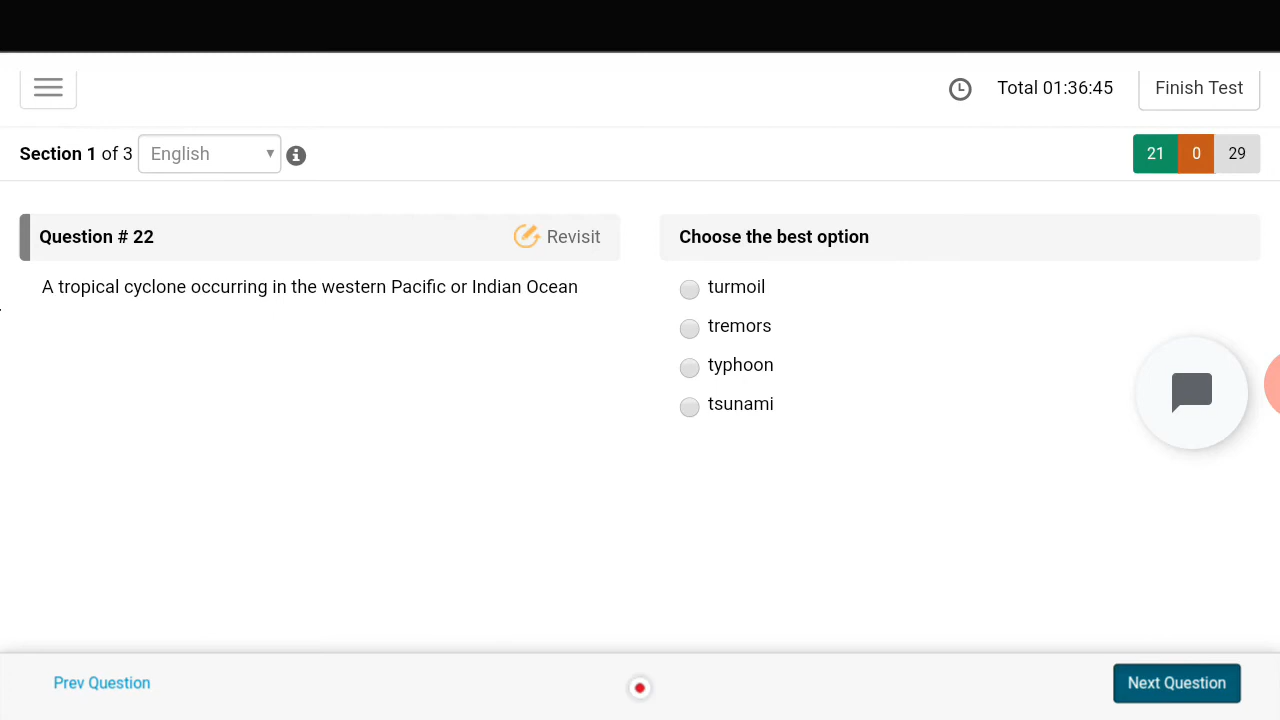 Total 01:36:45
Finish Test
Section 1 of 3 English
21 0 29
Question # 22
Revisit
A tropical cyclone occurring in the western Pacific or Indian Ocean
Choose the best option
turmoil
tremors
typhoon
tsunami
Prev Question
Next Question